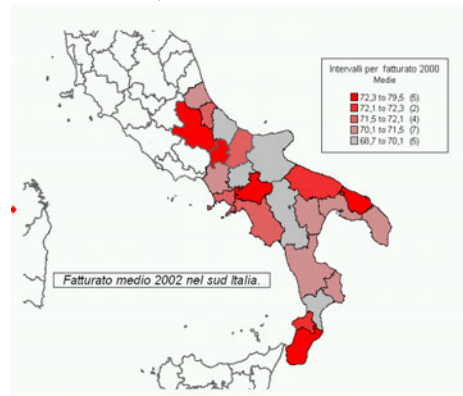 Intervalli per fatturato 2000
Medie
72,3 to 79,5 (5)
72,1 to 72,3 (2)
71,5 to 72,1 (4)
70,1 to 71,5 (7)
68,7 to 70,1 (5)
Fatturato medio 2002 nel sud Italia.